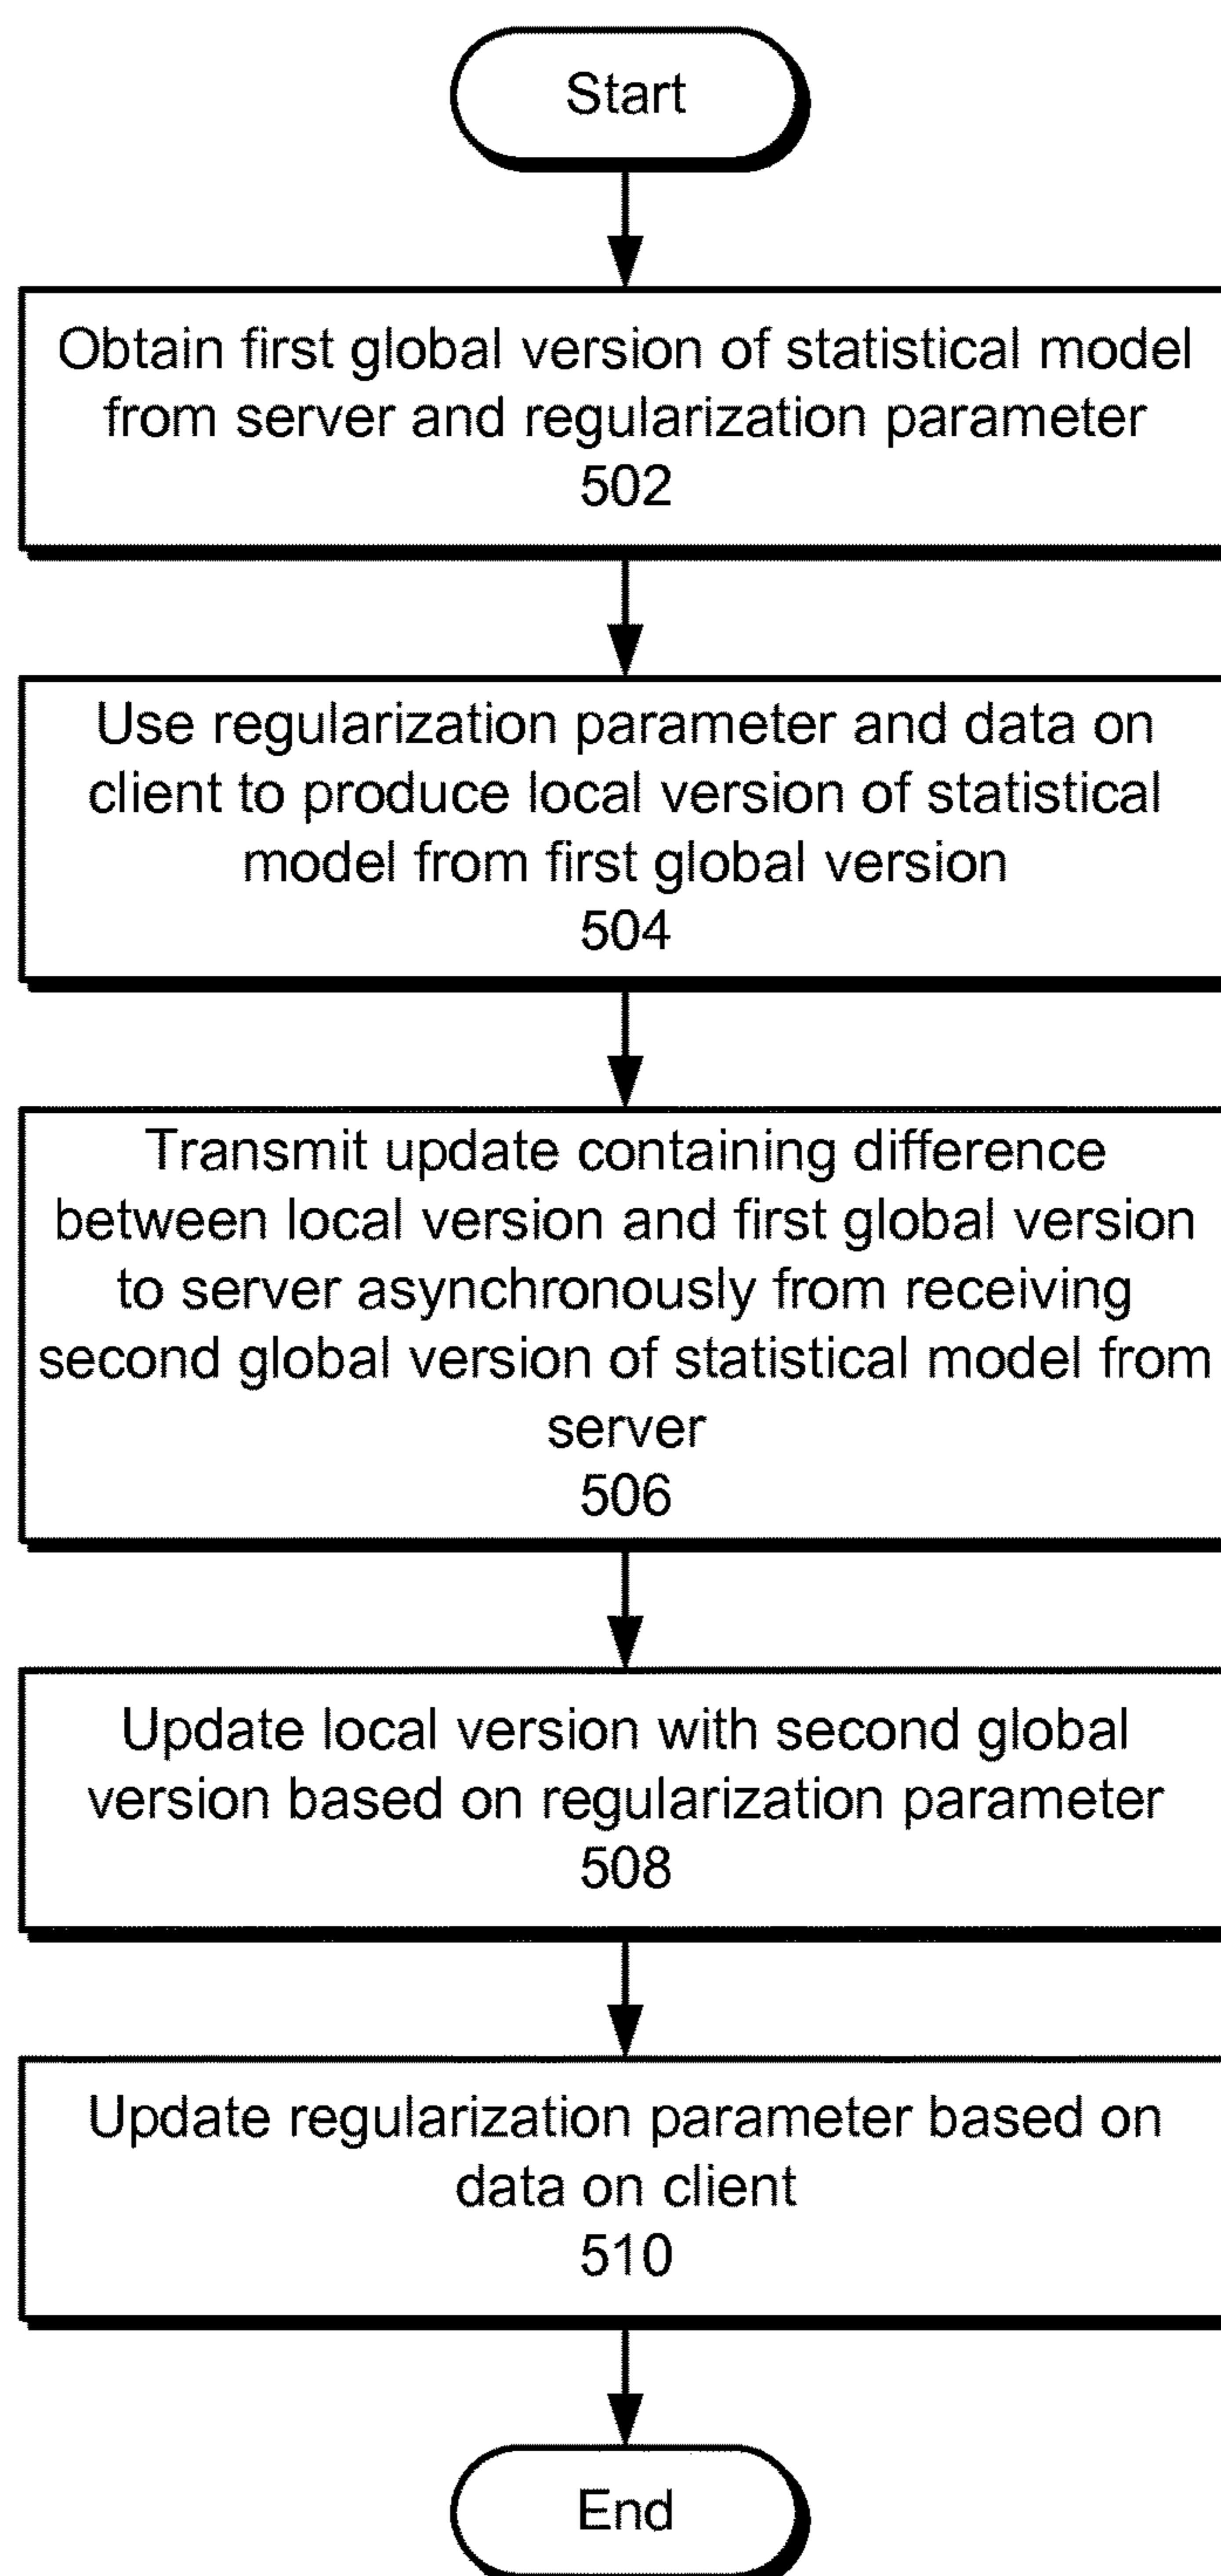 Start
Obtain first global version of statistical model
from server and regularization parameter
502
Use regularization parameter and data on
client to produce local version of statistical
model from first global version
504
Transmit update containing difference
between local version and first global version
to server asynchronously from receiving
second global version of statistical model from
server
506
Update local version with second global
version based on regularization parameter
508
Update regularization parameter based on
data on client
510
End